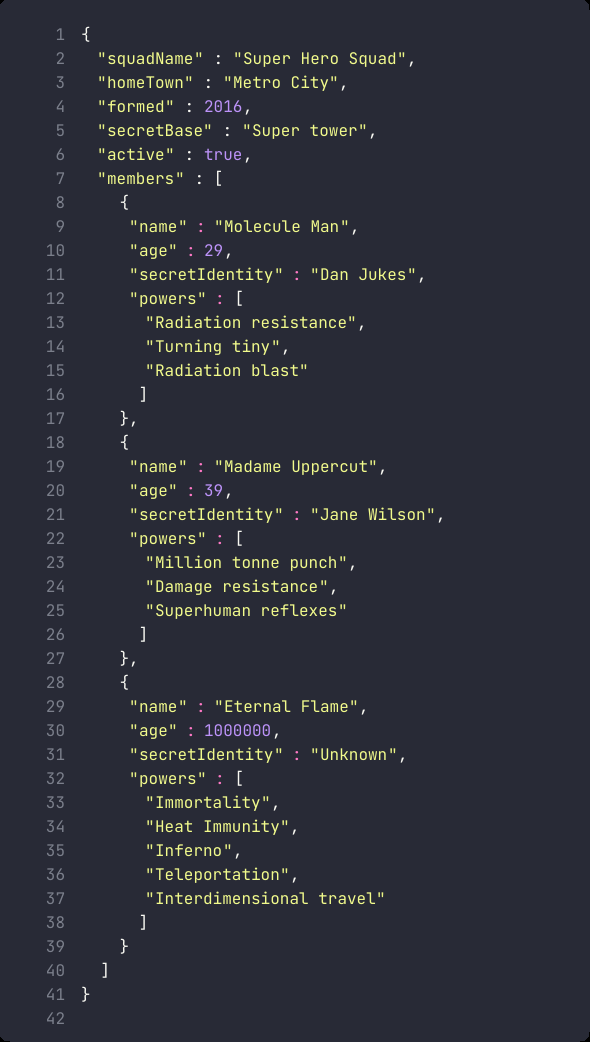 1 {
2 "squadName" : "Super Hero Squad",
3 "homeTown" : "Metro City",
4 "formed" : 2016,
5 "secretBase" : "Super tower",
6 "active" : true,
7 "members" : [
8 {
9 "name" : "Molecule Man",
10 "age" : 29,
11 "secretIdentity" : "Dan Jukes",
12 "powers" : [
13 "Radiation resistance",
14 "Turning tiny",
15 "Radiation blast"
16 ]
17 },
18 {
19 "name" : "Madame Uppercut",
20 "age" : 39,
21 "secretIdentity" : "Jane Wilson",
22 "powers" : [
23 "Million tonne punch",
24 "Damage resistance",
25 "Superhuman reflexes"
26 ]
27 },
28 {
29 "name" : "Eternal Flame",
30 "age" : 1000000,
31 "secretIdentity" : "Unknown",
32 "powers" : [
33 "Immortality",
34 "Heat Immunity",
35 "Inferno",
36 "Teleportation",
37 "Interdimensional travel"
38 ]
39 }
40 ]
41 }
42